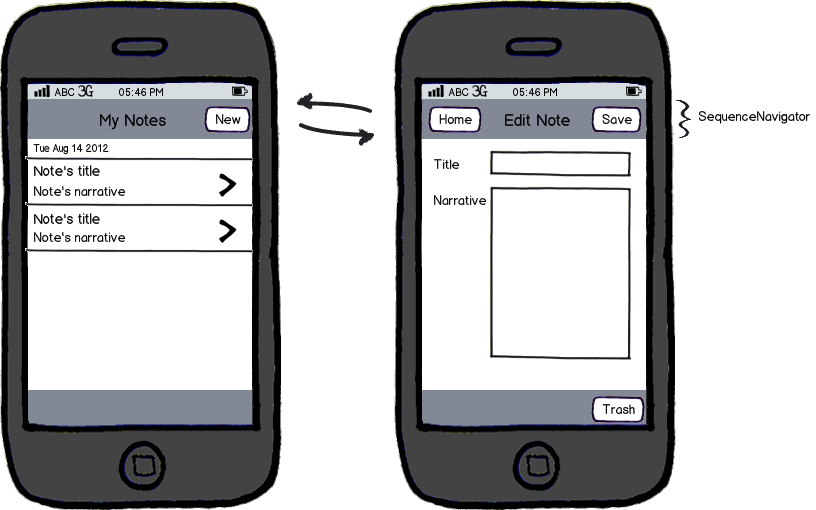 ABC 3G 05:46 PM
My Notes New
Tue Aug 14 2012
Note's title
Note's narrative
Note's title
Note's narrative
ABC 3G 05:46 PM
Home Edit Note Save
Title
Narrative
Trash
SequenceNavigator